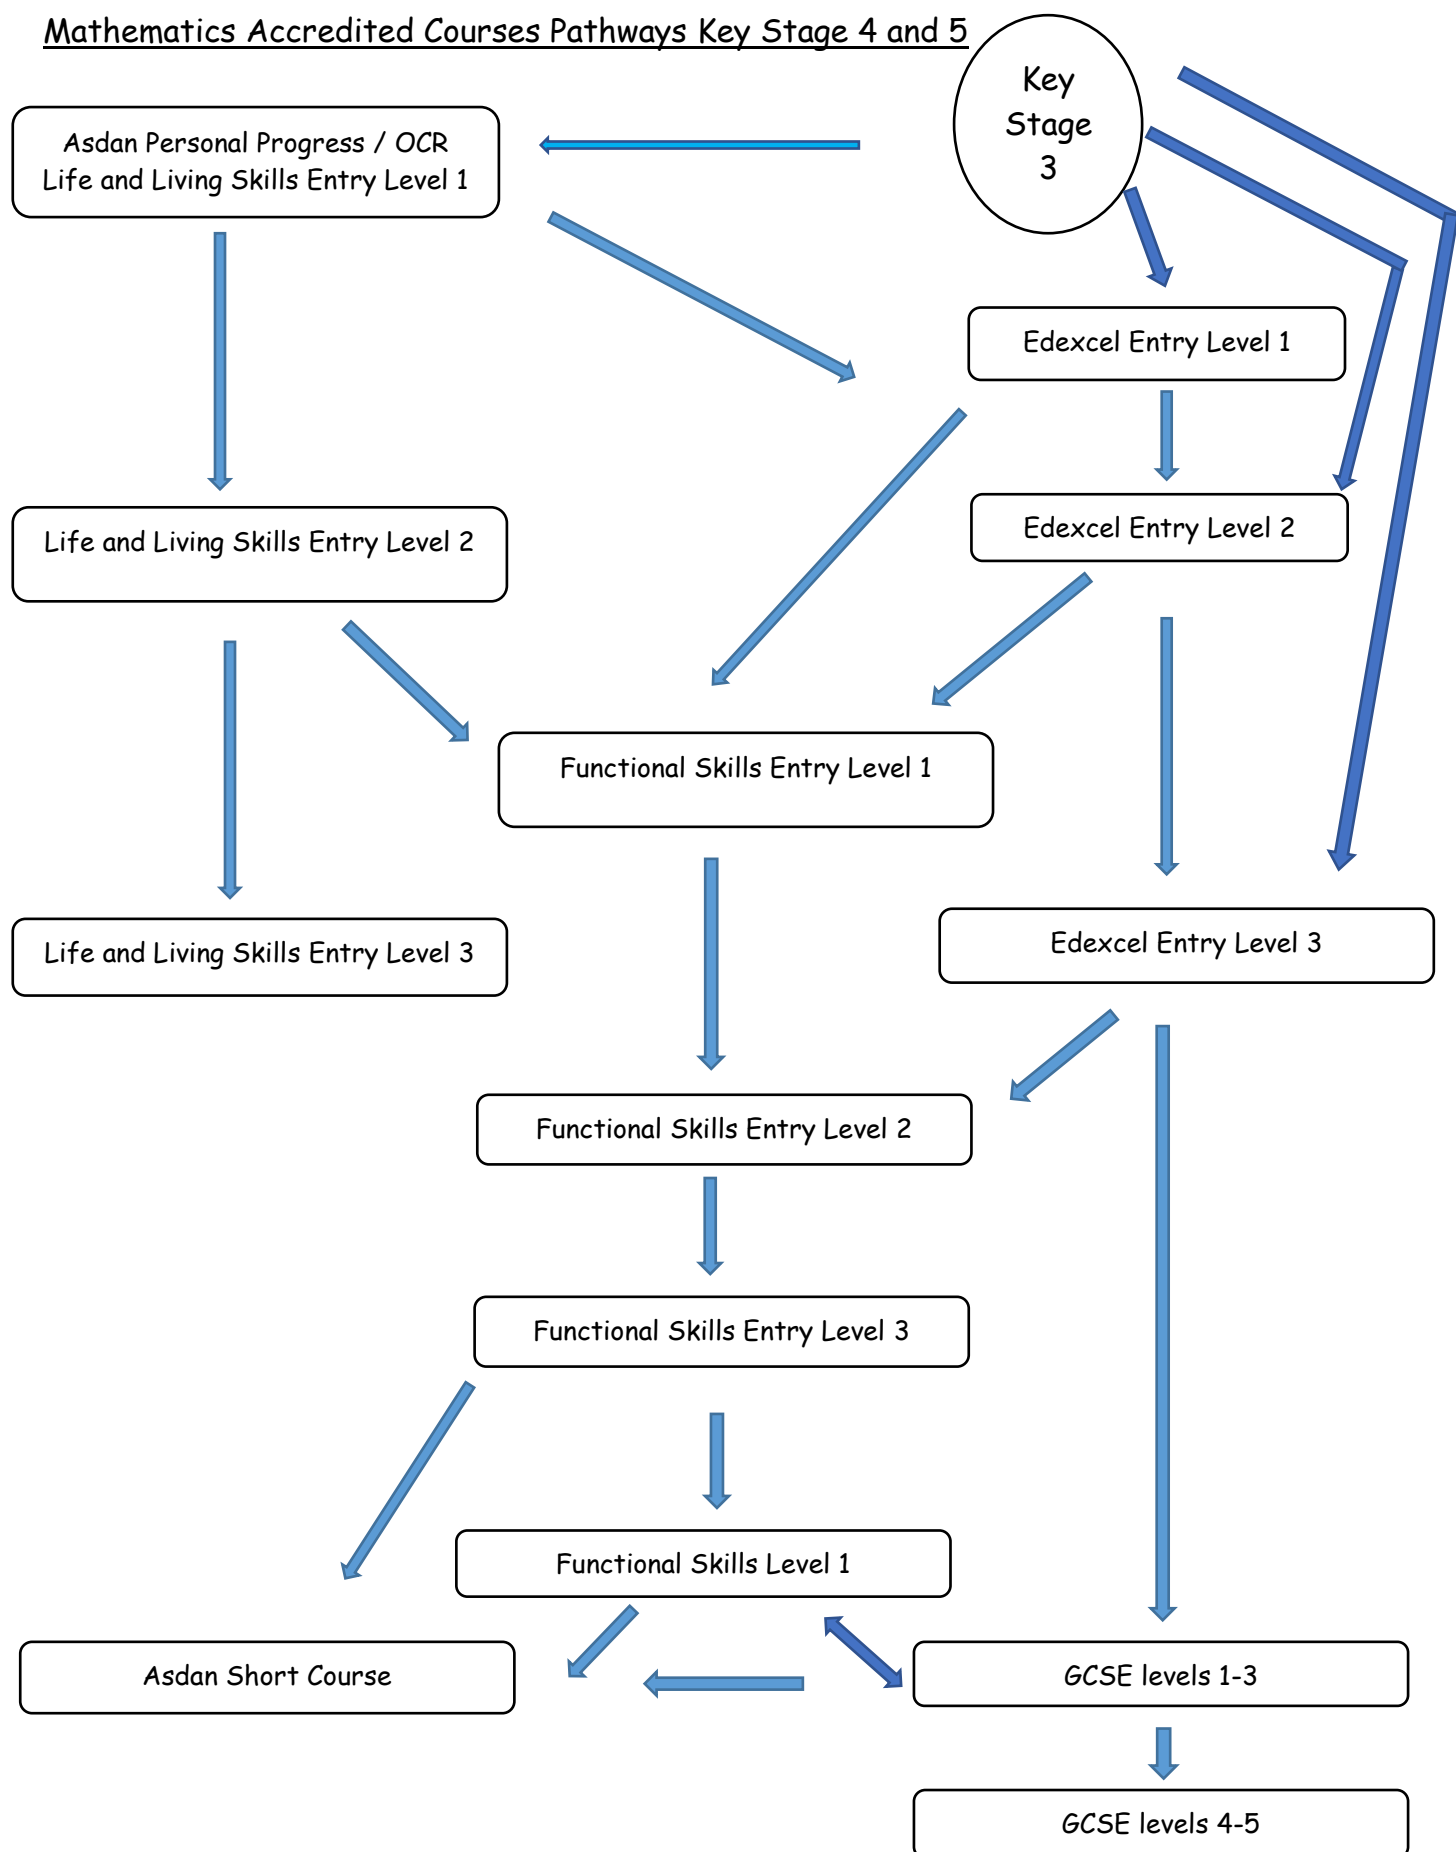 Mathematics Accredited Courses Pathways Key Stage 4 and 5
Key
Stage
3
Asdan Personal Progress / OCR
Life and Living Skills Entry Level 1
Edexcel Entry Level 1
Edexcel Entry Level 2
Life and Living Skills Entry Level 2
Functional Skills Entry Level 1
Edexcel Entry Level 3
Life and Living Skills Entry Level 3
Functional Skills Entry Level 2
Functional Skills Entry Level 3
Functional Skills Level 1
Asdan Short Course
GCSE levels 1-3
GCSE levels 4-5